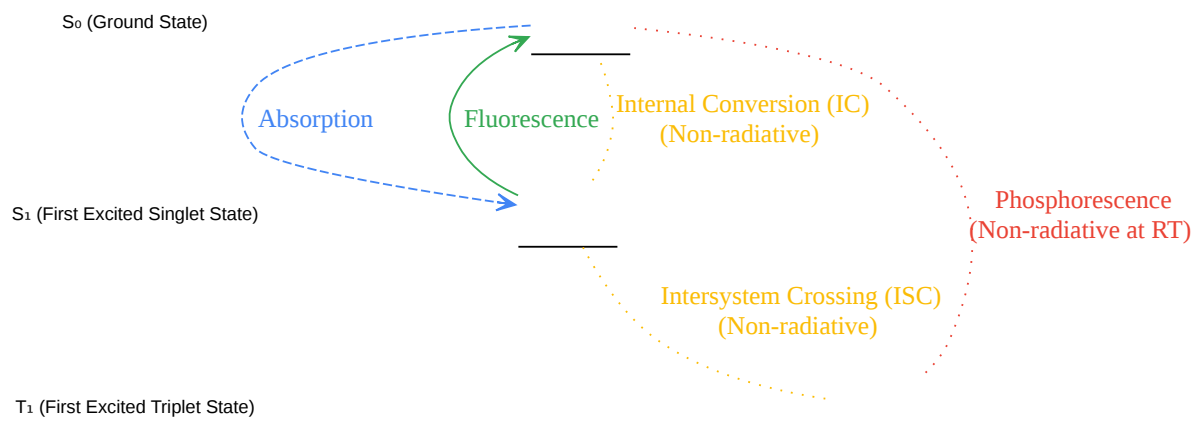 S₀ (Ground State)
Absorption
Fluorescence
Internal Conversion (IC)
(Non-radiative)
Phosphorescence
(Non-radiative at RT)
S₁ (First Excited Singlet State)
Intersystem Crossing (ISC)
(Non-radiative)
T₁ (First Excited Triplet State)